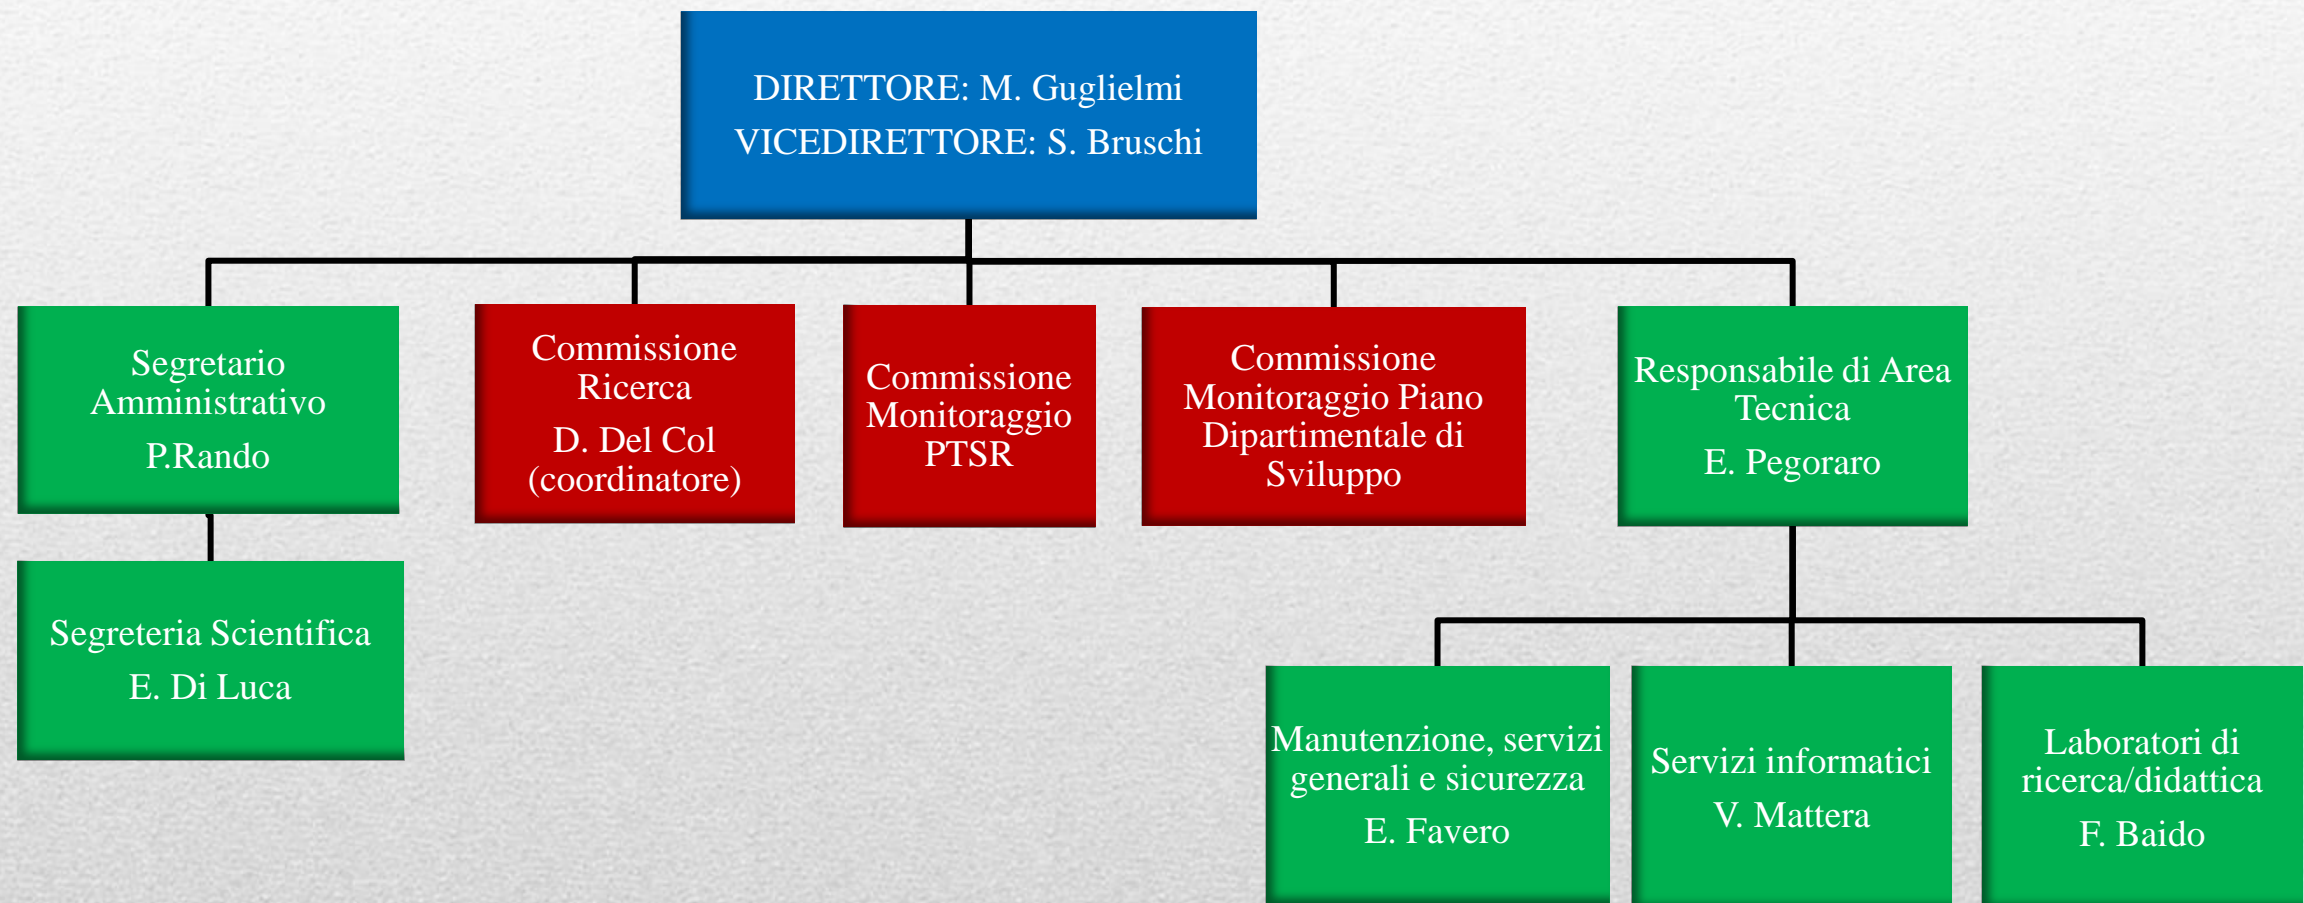 DIRETTORE: M. Guglielmi
VICEDIRETTORE: S. Bruschi
Segretario
Amministrativo
P.Rando
Commissione
Ricerca
D. Del Col
(coordinatore)
Commissione
Monitoraggio
PTSR
Commissione
Monitoraggio Piano
Dipartimentale di
Sviluppo
Responsabile di Area
Tecnica
E. Pegoraro
Segreteria Scientifica
E. Di Luca
Manutenzione, servizi
generali e sicurezza
E. Favero
Servizi informatici
V. Mattera
Laboratori di
ricerca/didattica
F. Baido